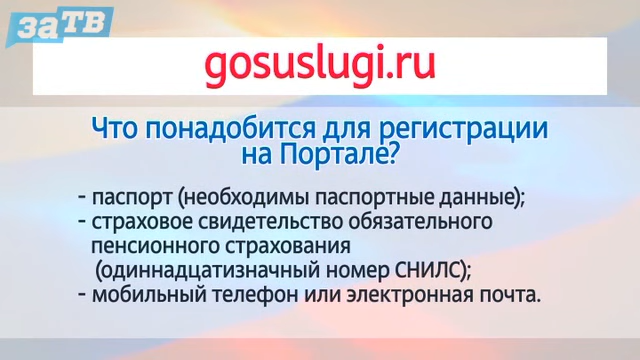 заТВ
gosuslugi.ru
Что понадобится для регистрации
на Портале?
- паспорт (необходимы паспортные данные);
- страховое свидетельство обязательного
пенсионного страхования
(одиннадцатизначный номер СНИЛС);
- мобильный телефон или электронная почта.